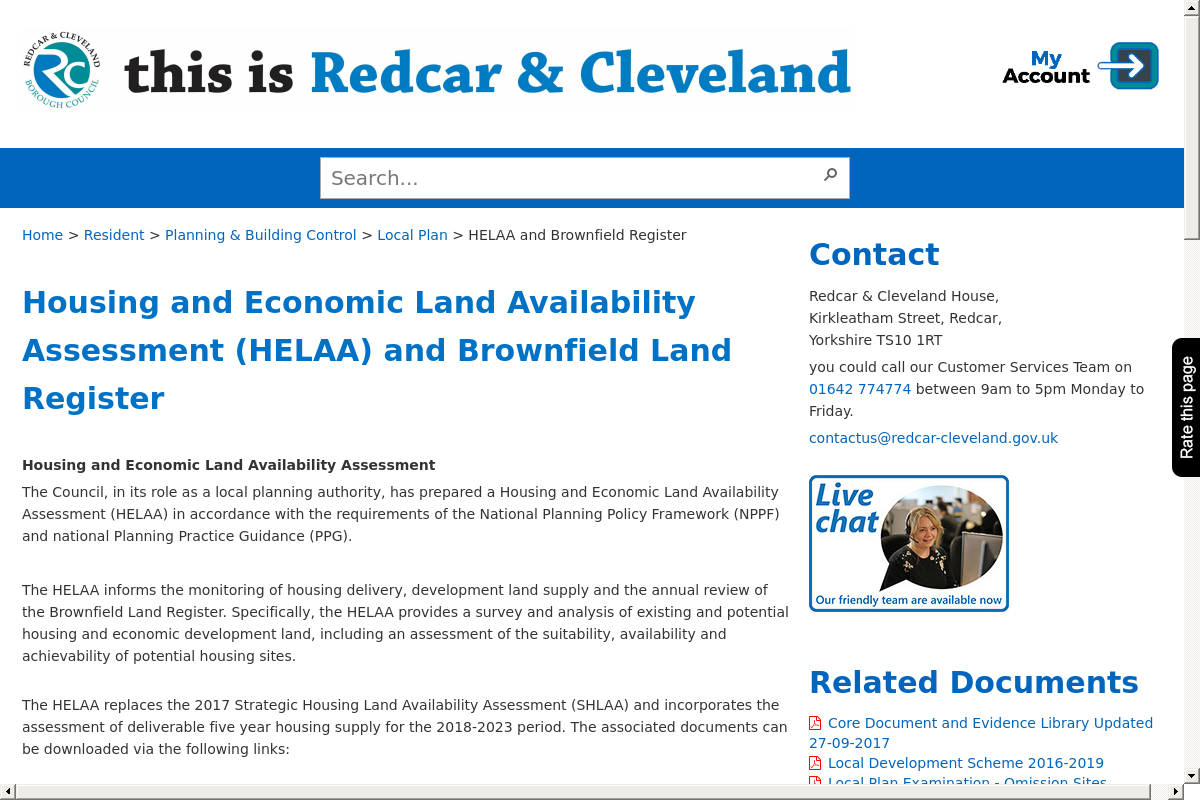 REDCAR & CLEVELAND
BOROUGH COUNCIL
this is Redcar & Cleveland
My
Account
Search...
Home > Resident > Planning & Building Control > Local Plan > HELAA and Brownfield Register
Housing and Economic Land Availability
Assessment (HELAA) and Brownfield Land
Register
Housing and Economic Land Availability Assessment
The Council, in its role as a local planning authority, has prepared a Housing and Economic Land Availability
Assessment (HELAA) in accordance with the requirements of the National Planning Policy Framework (NPPF)
and national Planning Practice Guidance (PPG).
The HELAA informs the monitoring of housing delivery, development land supply and the annual review of
the Brownfield Land Register. Specifically, the HELAA provides a survey and analysis of existing and potential
housing and economic development land, including an assessment of the suitability, availability and
achievability of potential housing sites.
The HELAA replaces the 2017 Strategic Housing Land Availability Assessment (SHLAA) and incorporates the
assessment of deliverable five year housing supply for the 2018-2023 period. The associated documents can
be downloaded via the following links:
Contact
Redcar & Cleveland House,
Kirkleatham Street, Redcar,
Yorkshire TS10 1RT
you could call our Customer Services Team on
01642 774774 between 9am to 5pm Monday to
Friday.
contactus@redcar-cleveland.gov.uk
Live
chat
Our friendly team are available now
Related Documents
Core Document and Evidence Library Updated
27-09-2017
Local Development Scheme 2016-2019
Local Plan Examination - Omission Sites
Rate this page